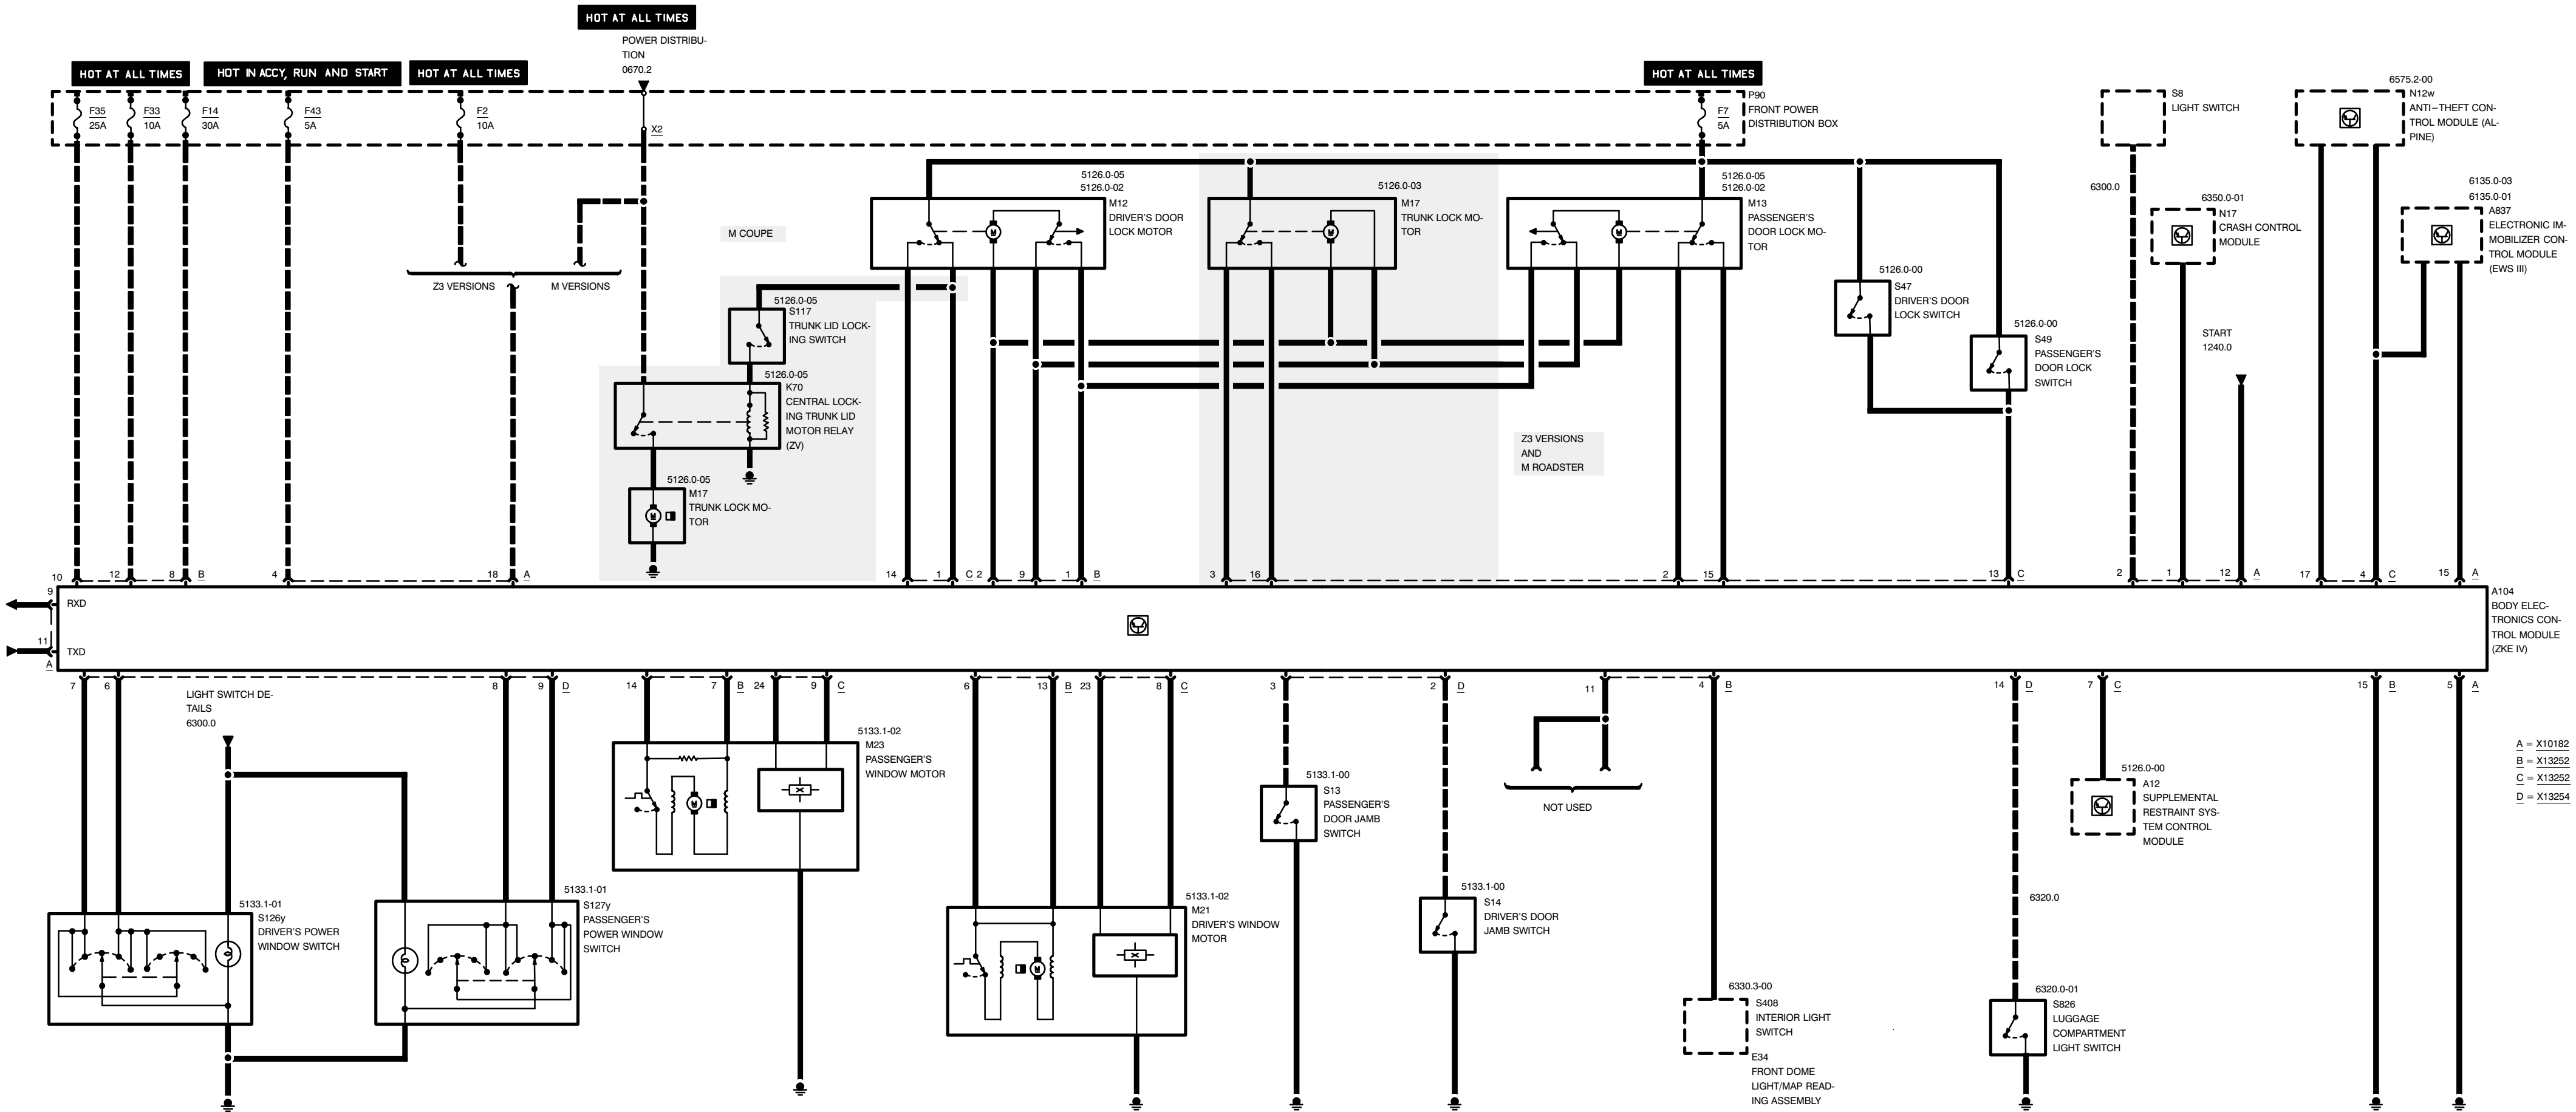 HOT AT ALL TIMES
POWER DISTRIBU-
TION
0670.2
HOT AT ALL TIMES
HOT IN ACCY, RUN AND START
HOT AT ALL TIMES
HOT AT ALL TIMES
F35
25A
F33
10A
F14
30A
F43
5A
F2
10A
X2
F7
5A
P90
FRONT POWER
DISTRIBUTION BOX
S8
LIGHT SWITCH
6575.2-00
N12w
ANTI-THEFT CON-
TROL MODULE (AL-
PINE)
6300.0
6350.0-01
N17
CRASH CONTROL
MODULE
6135.0-03
6135.0-01
A837
ELECTRONIC IM-
MOBILIZER CON-
TROL MODULE
(EWS III)
START
1240.0
Z3 VERSIONS
M VERSIONS
M COUPE
5126.0-05
5126.0-02
M12
DRIVER'S DOOR
LOCK MOTOR
5126.0-03
M17
TRUNK LOCK MO-
TOR
5126.0-05
5126.0-02
M13
PASSENGER'S
DOOR LOCK MO-
TOR
5126.0-00
S47
DRIVER'S DOOR
LOCK SWITCH
5126.0-00
S49
PASSENGER'S
DOOR LOCK
SWITCH
5126.0-05
S117
TRUNK LID LOCK-
ING SWITCH
5126.0-05
K70
CENTRAL LOCK-
ING TRUNK LID
MOTOR RELAY
(ZV)
5126.0-05
M17
TRUNK LOCK MO-
TOR
Z3 VERSIONS
AND
M ROADSTER
10 12 8 B 4 18 A 14 1 C 2 9 1 B 3 16 2 15 13 C 2 1 12 A 17 4 C 15 A
9
RXD
11
TXD
A
A104
BODY ELEC-
TRONICS CON-
TROL MODULE
(ZKE IV)
7 6 8 9 D 14 7 B 24 9 C 6 13 B 23 8 C 3 2 D 11 4 B 14 D 7 C 15 B 5 A
LIGHT SWITCH DE-
TAILS
6300.0
5133.1-01
S126y
DRIVER'S POWER
WINDOW SWITCH
5133.1-01
S127y
PASSENGER'S
POWER WINDOW
SWITCH
5133.1-02
M23
PASSENGER'S
WINDOW MOTOR
5133.1-02
M21
DRIVER'S WINDOW
MOTOR
5133.1-00
S13
PASSENGER'S
DOOR JAMB
SWITCH
5133.1-00
S14
DRIVER'S DOOR
JAMB SWITCH
NOT USED
6330.3-00
S408
INTERIOR LIGHT
SWITCH
E34
FRONT DOME
LIGHT/MAP READ-
ING ASSEMBLY
6320.0
6320.0-01
S826
LUGGAGE
COMPARTMENT
LIGHT SWITCH
5126.0-00
A12
SUPPLEMENTAL
RESTRAINT SYS-
TEM CONTROL
MODULE
A = X10182
B = X13252
C = X13252
D = X13254